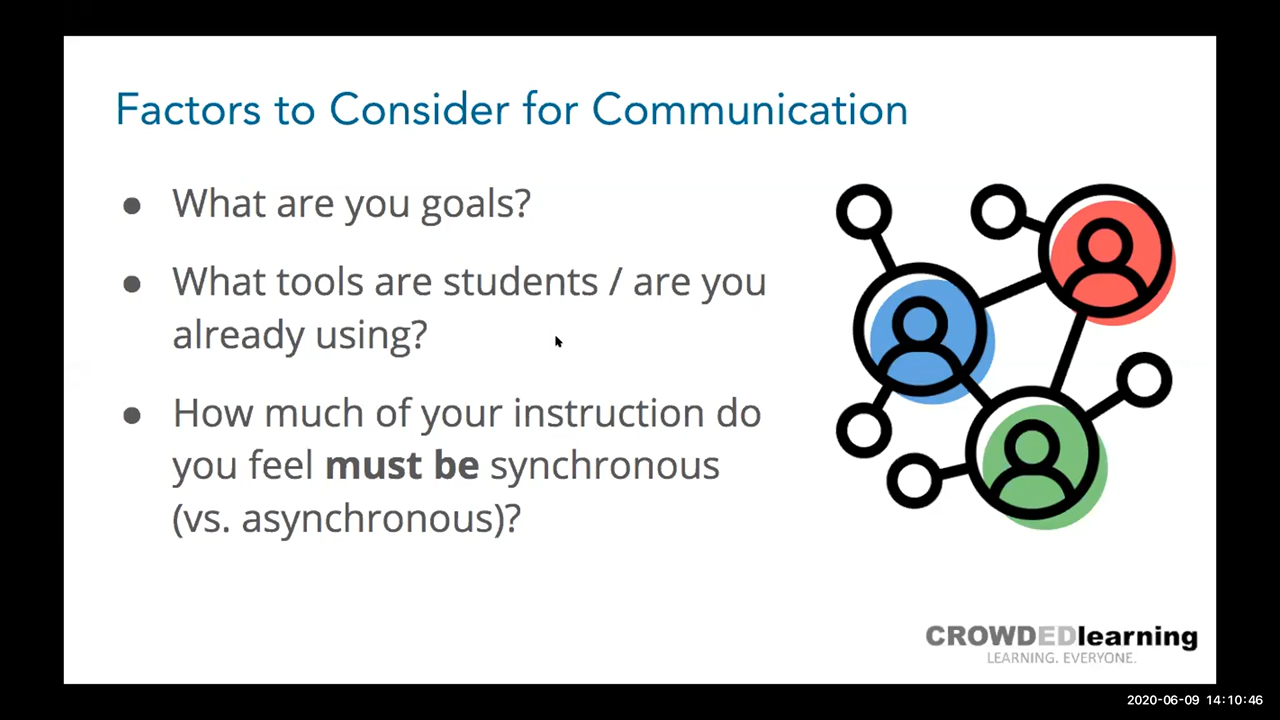 Factors to Consider for Communication
● What are you goals?
● What tools are students / are you
already using?
● How much of your instruction do
you feel must be synchronous
(vs. asynchronous)?
CROWDEDlearning
LEARNING. EVERYONE.
2020-06-09 14:10:46